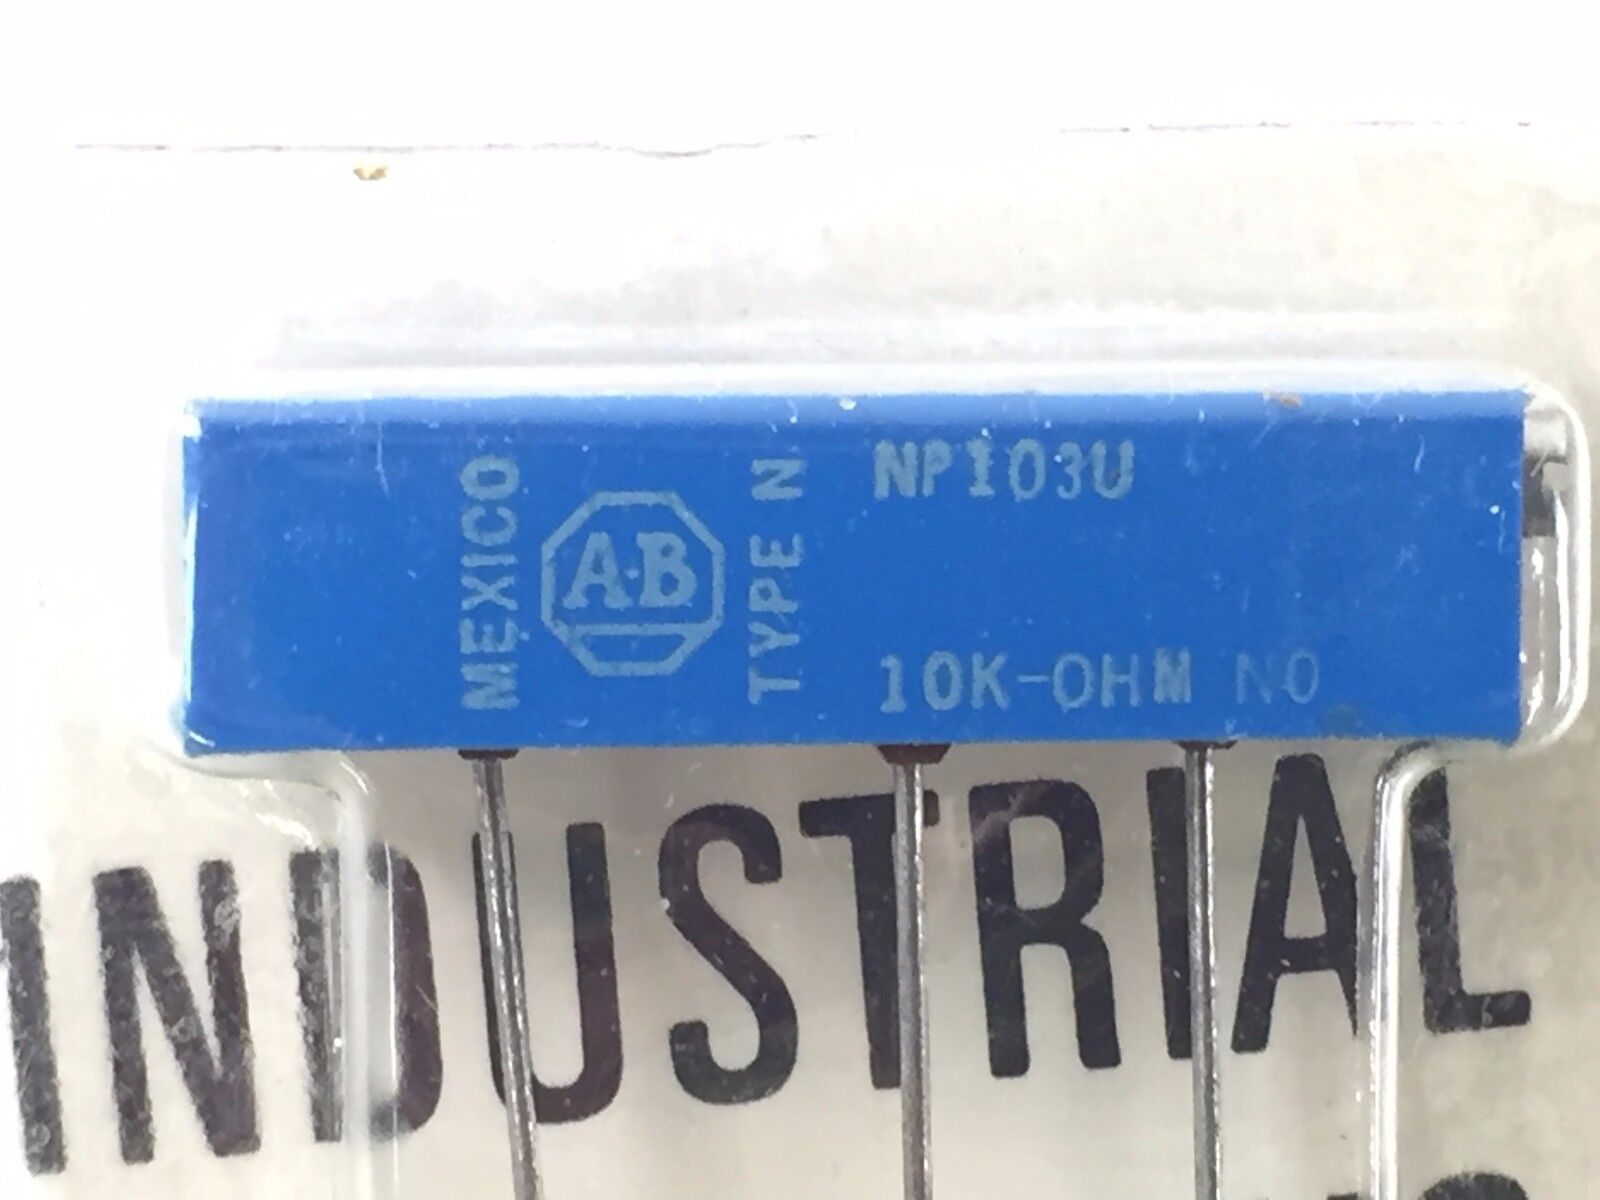 MEXICO
A·B
TYPE N
NP103U
10K-OHM NO
INDUSTRIAL